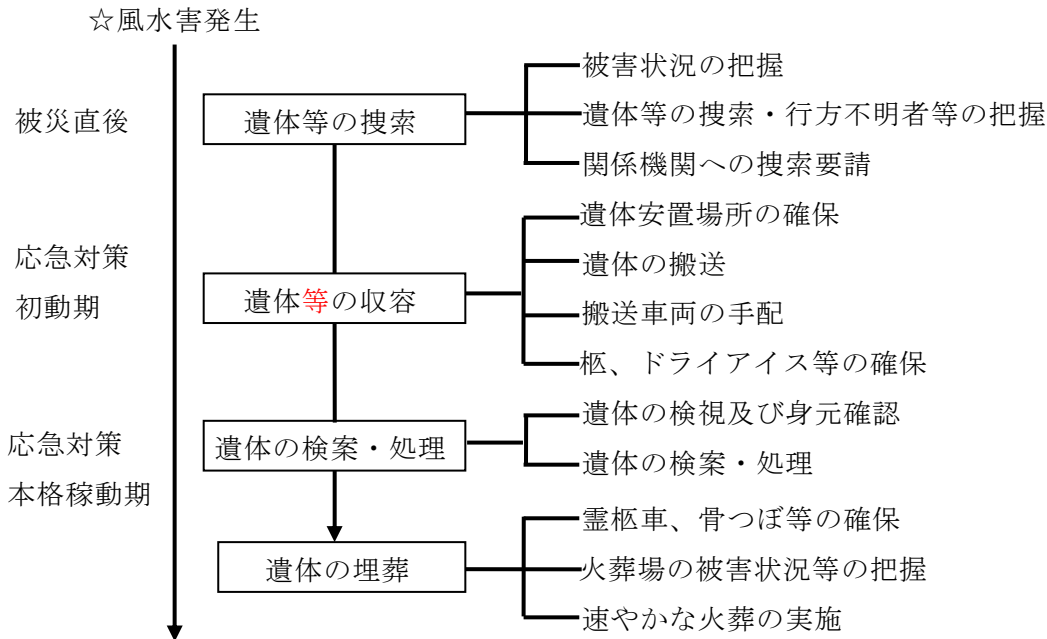 ☆風水害発生
被災直後
遺体等の捜索
被害状況の把握
遺体等の捜索・行方不明者等の把握
関係機関への捜索要請
応急対策
初動期
遺体等の収容
遺体安置場所の確保
遺体の搬送
搬送車両の手配
柩、ドライアイス等の確保
応急対策
本格稼動期
遺体の検案・処理
遺体の検視及び身元確認
遺体の検案・処理
遺体の埋葬
霊柩車、骨つぼ等の確保
火葬場の被害状況等の把握
速やかな火葬の実施